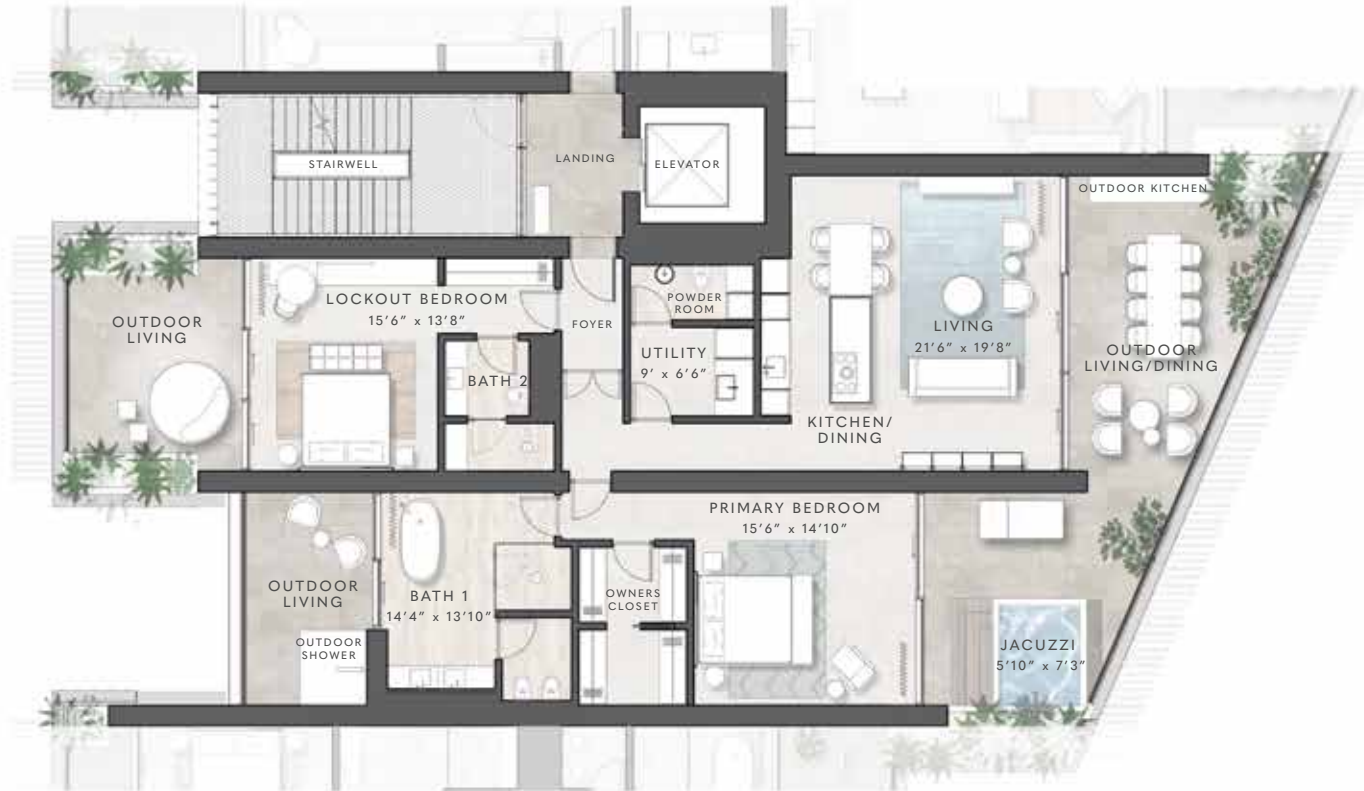 STAIRWELL
LANDING
ELEVATOR
OUTDOOR KITCHEN
LOCKOUT BEDROOM
15'6" x 13'8"
OUTDOOR
LIVING
FOYER
POWDER
ROOM
UTILITY
9' x 6'6"
BATH 2
LIVING
21'6" x 19'8"
OUTDOOR
LIVING/DINING
KITCHEN/
DINING
PRIMARY BEDROOM
15'6" x 14'10"
OUTDOOR
LIVING
BATH 1
14'4" x 13'10"
OWNERS
CLOSET
OUTDOOR
SHOWER
JACUZZI
5'10" x 7'3"